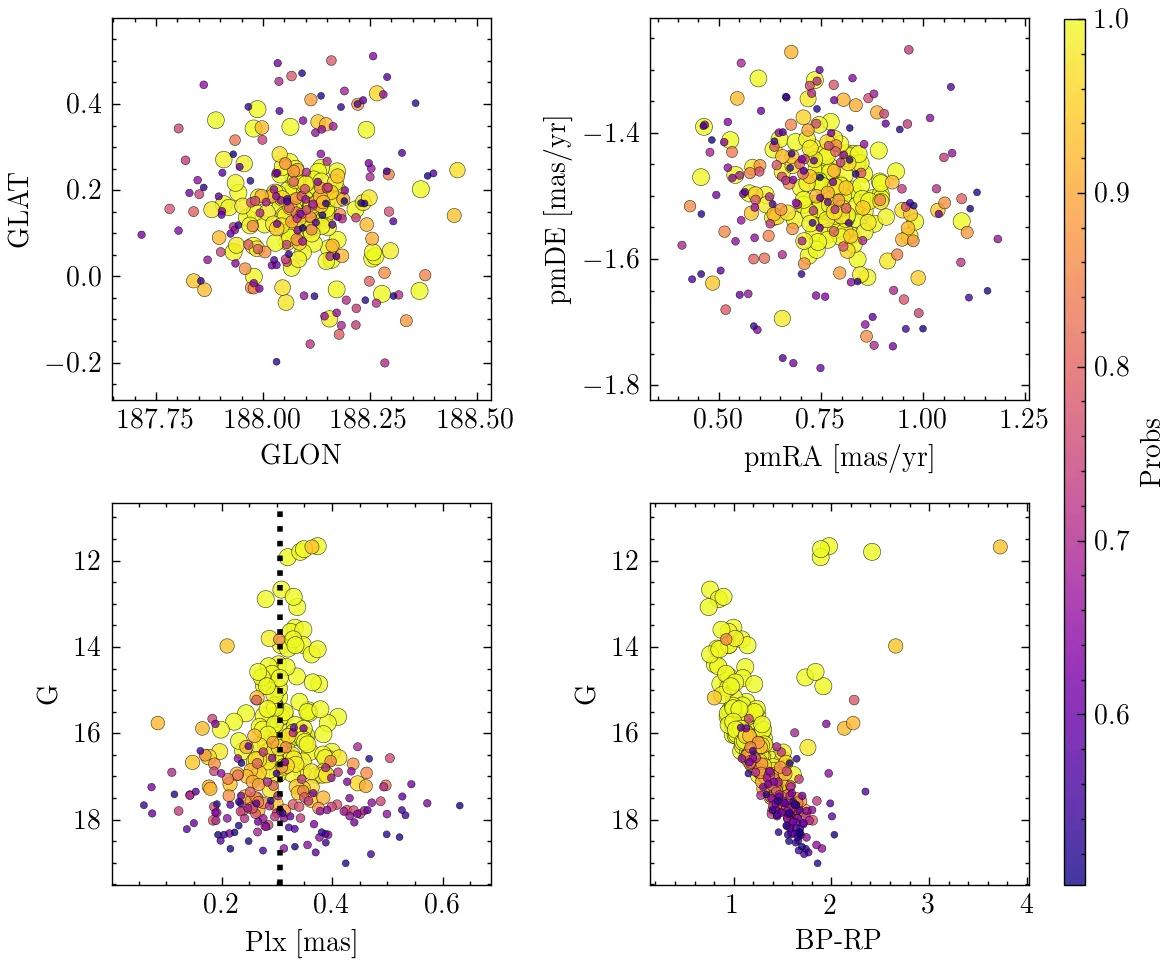 0.4
0.2
0.0
−0.2
GLAT
187.75 188.00 188.25 188.50
GLON
−1.4
−1.6
−1.8
pmDE [mas/yr]
0.50 0.75 1.00 1.25
pmRA [mas/yr]
12
14
16
18
G
0.2 0.4 0.6
Plx [mas]
12
14
16
18
G
1 2 3 4
BP-RP
1.0
0.9
0.8
0.7
0.6
Probs